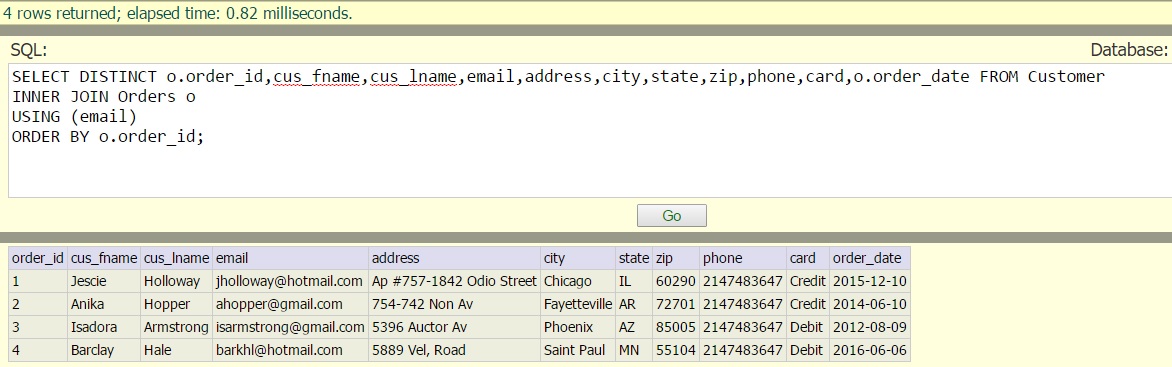 4 rows returned; elapsed time: 0.82 milliseconds.
SQL: Database:
SELECT DISTINCT o.order_id,cus_fname,cus_lname,email,address,city,state,zip,phone,card,o.order_date FROM Customer
INNER JOIN Orders o
USING (email)
ORDER BY o.order_id;
Go
order_id cus_fname cus_lname email address city state zip phone card order_date
1 Jescie Holloway jholloway@hotmail.com Ap #757-1842 Odio Street Chicago IL 60290 2147483647 Credit 2015-12-10
2 Anika Hopper ahopper@gmail.com 754-742 Non Av Fayetteville AR 72701 2147483647 Credit 2014-06-10
3 Isadora Armstrong isarmstrong@gmail.com 5396 Auctor Av Phoenix AZ 85005 2147483647 Debit 2012-08-09
4 Barclay Hale barkhl@hotmail.com 5889 Vel, Road Saint Paul MN 55104 2147483647 Debit 2016-06-06